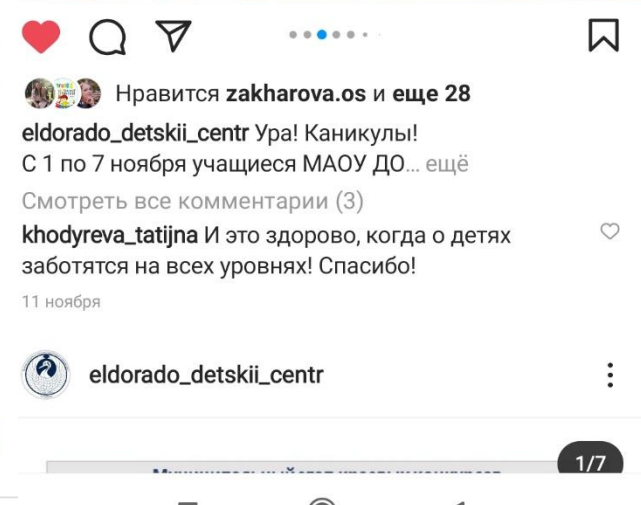 Нравится zakharova.os и еще 28
eldorado_detskii_centr Ура! Каникулы!
С 1 по 7 ноября учащиеся МАОУ ДО... ещё
Смотреть все комментарии (3)
khodyreva_tatijna И это здорово, когда о детях
заботятся на всех уровнях! Спасибо!
11 ноября
eldorado_detskii_centr
1/7